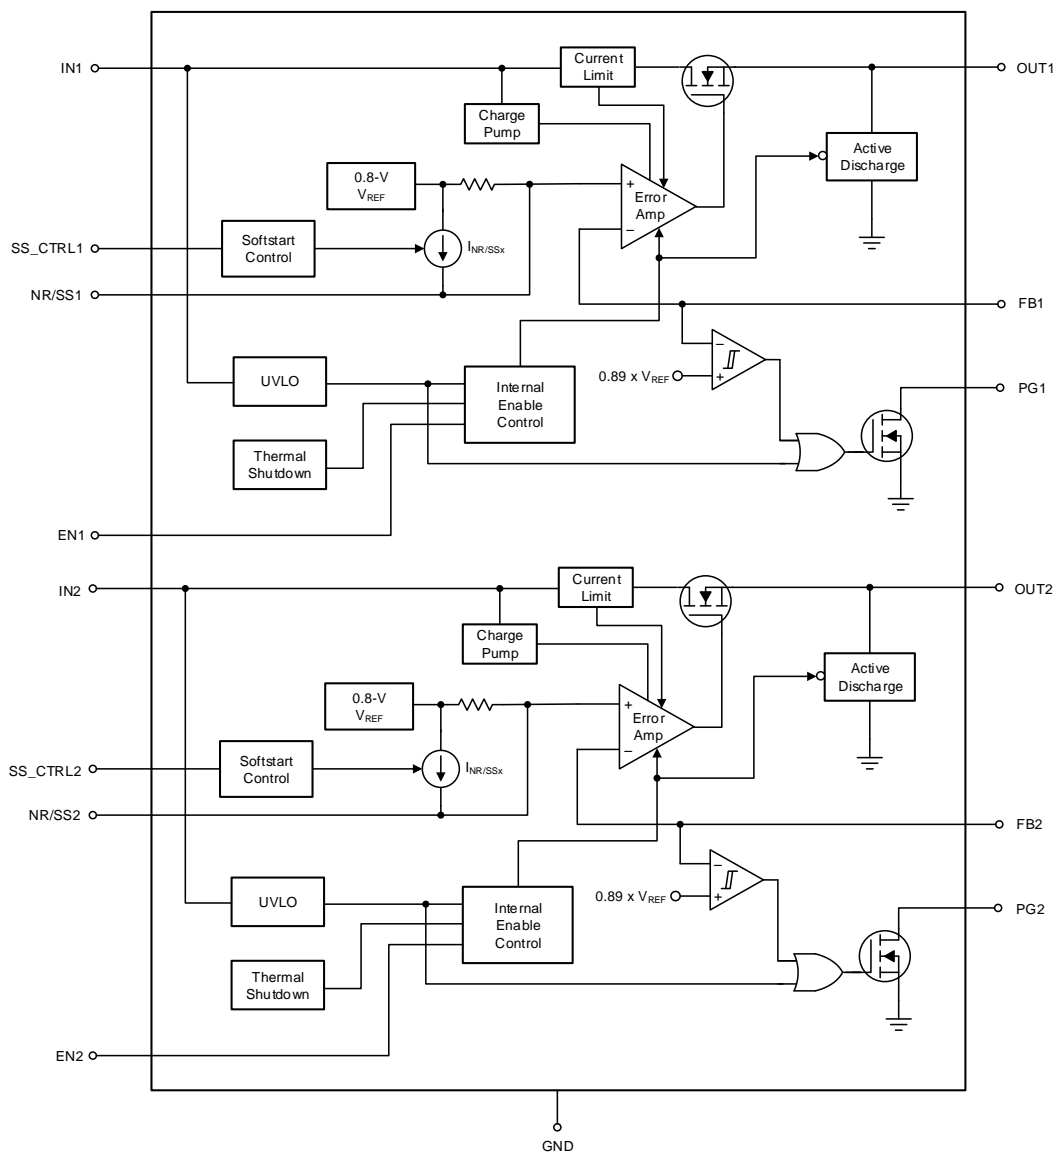 IN1
Current
Limit
OUT1
Charge
Pump
Active
Discharge
0.8-V
VREF
+
Error
Amp
−
SS_CTRL1
Softstart
Control
INR/SSx
NR/SS1
FB1
UVLO
Internal
Enable
Control
−
0.89 x VREF
+
PG1
Thermal
Shutdown
EN1
IN2
Current
Limit
OUT2
Charge
Pump
Active
Discharge
0.8-V
VREF
+
Error
Amp
−
SS_CTRL2
Softstart
Control
INR/SSx
NR/SS2
FB2
UVLO
Internal
Enable
Control
−
0.89 x VREF
+
PG2
Thermal
Shutdown
EN2
GND